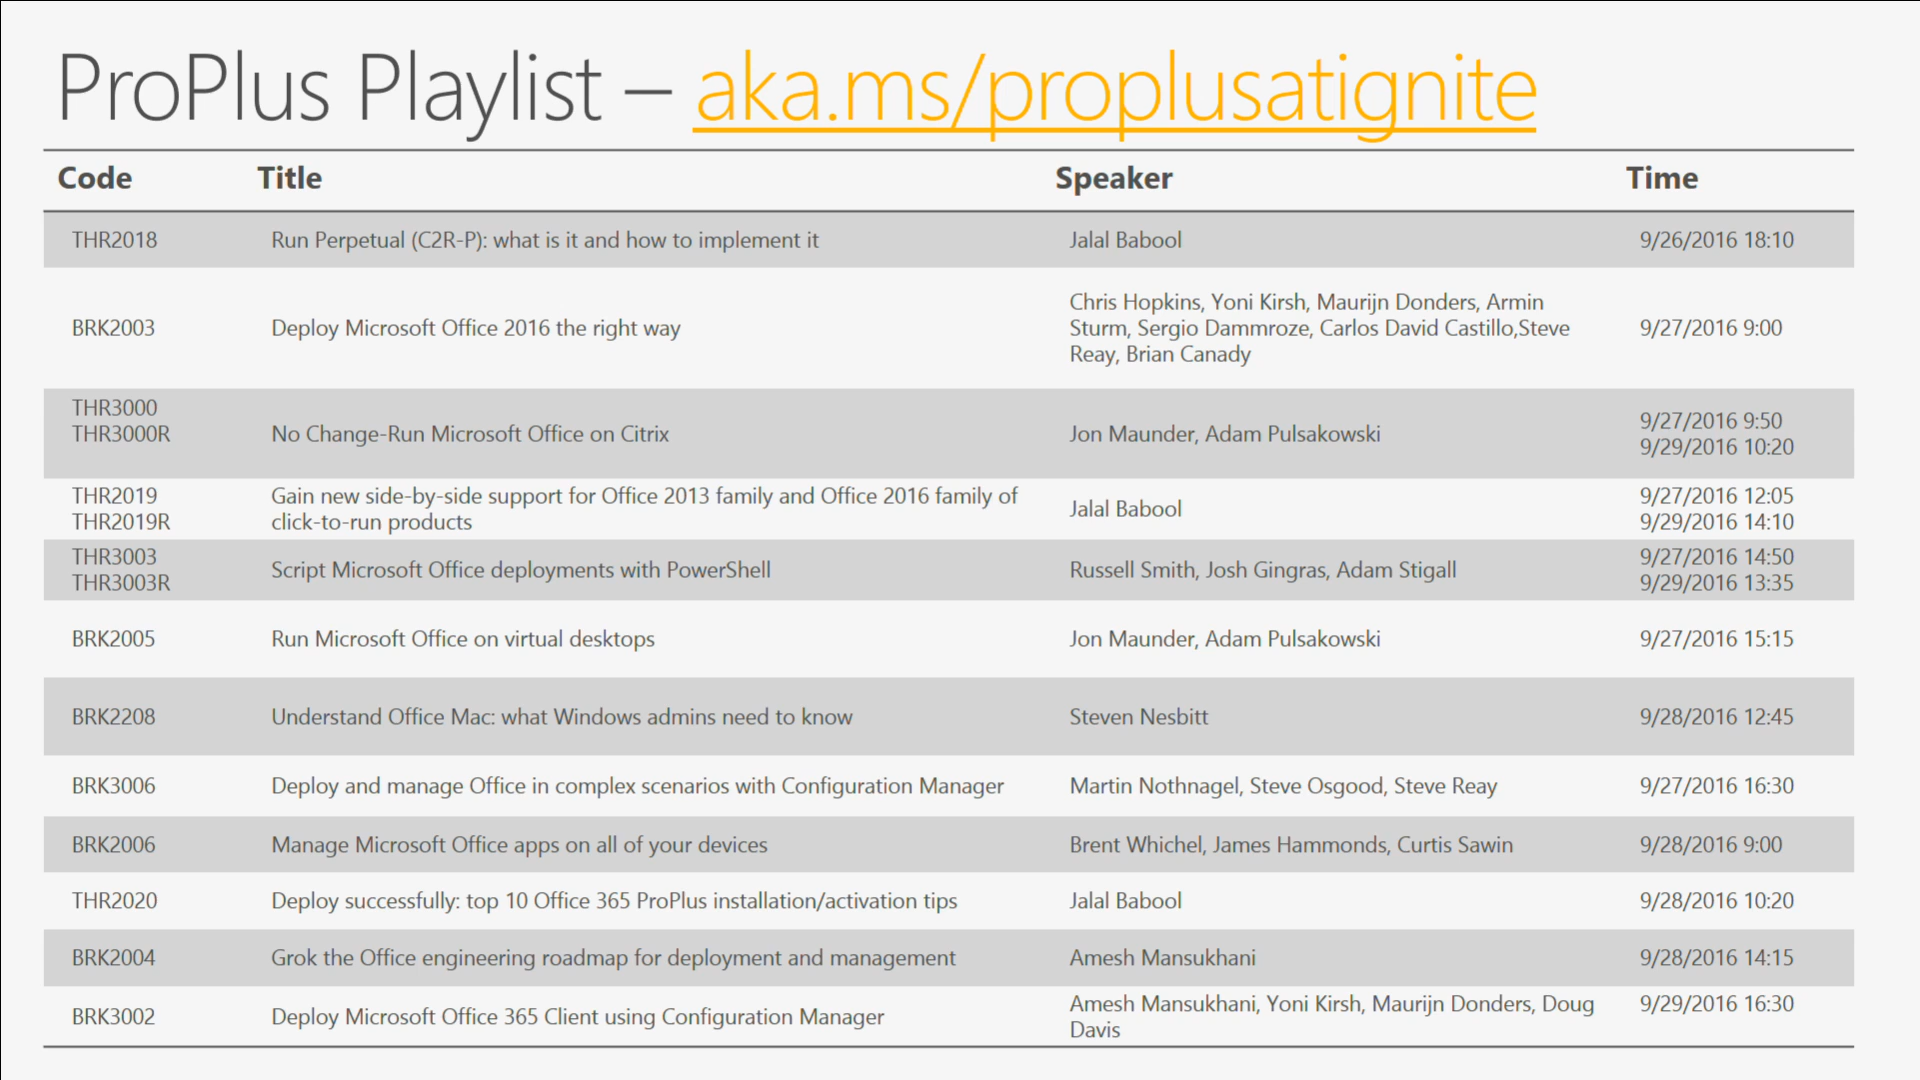 ProPlus Playlist – aka.ms/proplusatignite
Code Title Speaker Time
THR2018 Run Perpetual (C2R-P): what is it and how to implement it Jalal Babool 9/26/2016 18:10
BRK2003 Deploy Microsoft Office 2016 the right way Chris Hopkins, Yoni Kirsh, Maurijn Donders, Armin
Sturm, Sergio Dammroze, Carlos David Castillo,Steve
Reay, Brian Canady 9/27/2016 9:00
THR3000
THR3000R No Change-Run Microsoft Office on Citrix Jon Maunder, Adam Pulsakowski 9/27/2016 9:50
9/29/2016 10:20
THR2019
THR2019R Gain new side-by-side support for Office 2013 family and Office 2016 family of
click-to-run products Jalal Babool 9/27/2016 12:05
9/29/2016 14:10
THR3003
THR3003R Script Microsoft Office deployments with PowerShell Russell Smith, Josh Gingras, Adam Stigall 9/27/2016 14:50
9/29/2016 13:35
BRK2005 Run Microsoft Office on virtual desktops Jon Maunder, Adam Pulsakowski 9/27/2016 15:15
BRK2208 Understand Office Mac: what Windows admins need to know Steven Nesbitt 9/28/2016 12:45
BRK3006 Deploy and manage Office in complex scenarios with Configuration Manager Martin Nothnagel, Steve Osgood, Steve Reay 9/27/2016 16:30
BRK2006 Manage Microsoft Office apps on all of your devices Brent Whichel, James Hammonds, Curtis Sawin 9/28/2016 9:00
THR2020 Deploy successfully: top 10 Office 365 ProPlus installation/activation tips Jalal Babool 9/28/2016 10:20
BRK2004 Grok the Office engineering roadmap for deployment and management Amesh Mansukhani 9/28/2016 14:15
BRK3002 Deploy Microsoft Office 365 Client using Configuration Manager Amesh Mansukhani, Yoni Kirsh, Maurijn Donders, Doug
Davis 9/29/2016 16:30